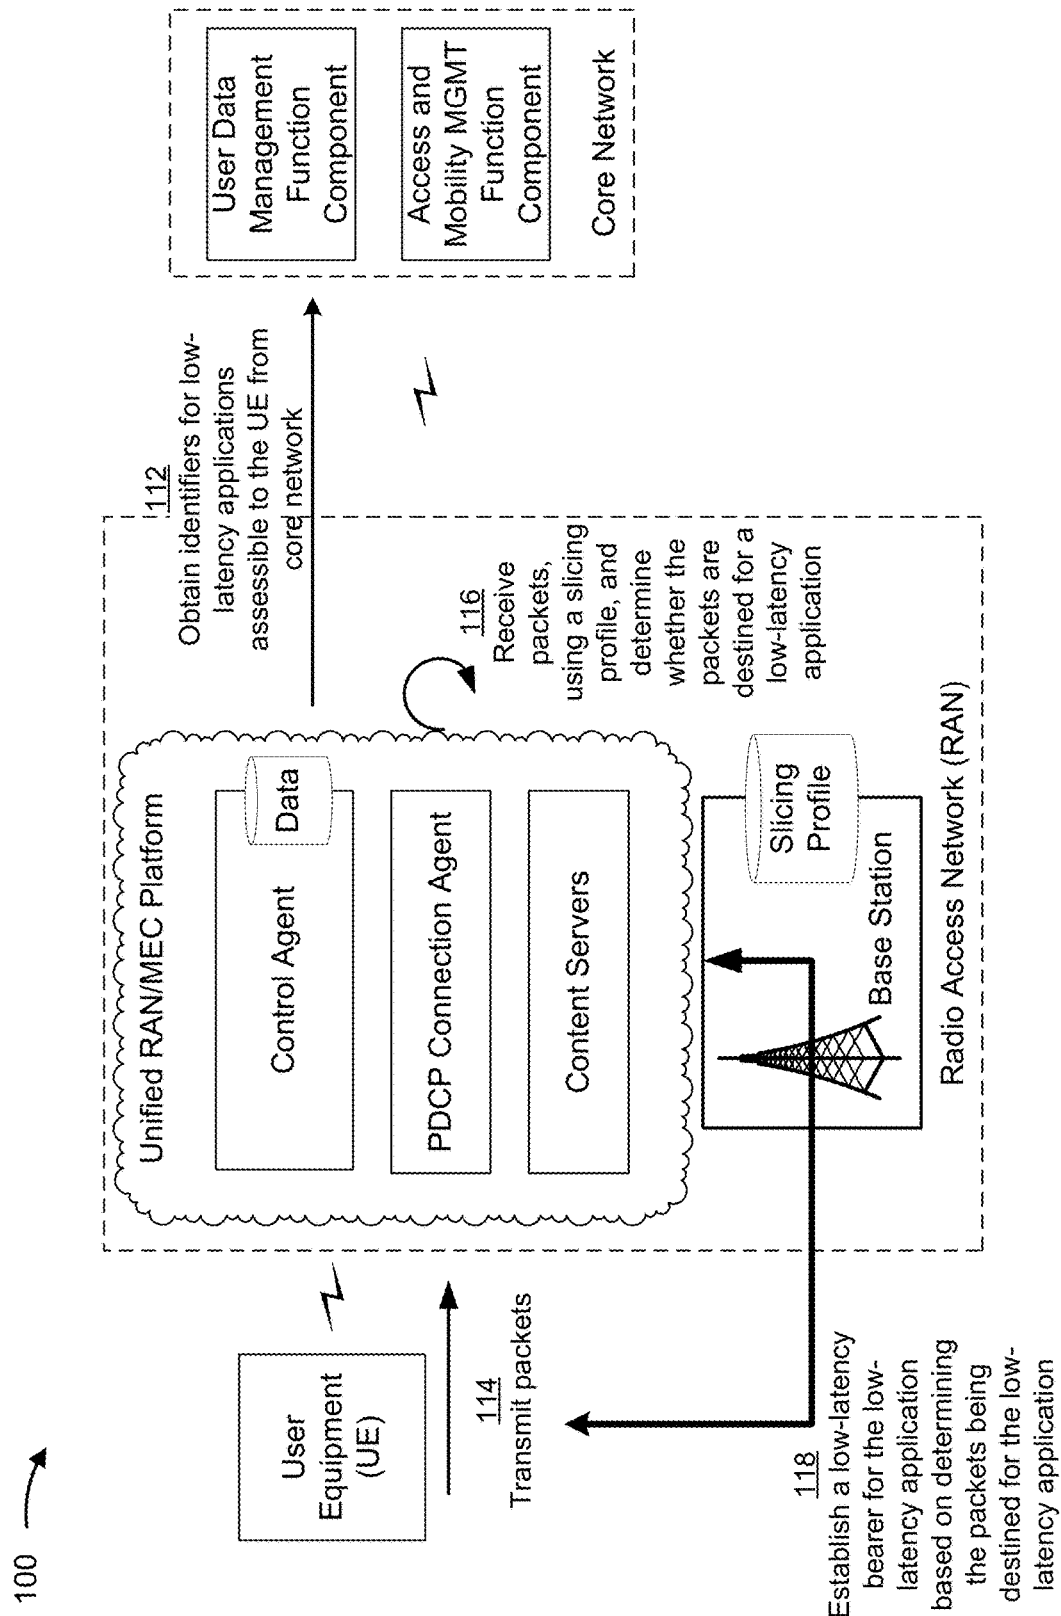 100
User
Equipment
(UE)
114
Transmit packets
118
Establish a low-latency
bearer for the low-
latency application
based on determining
the packets being
destined for the low-
latency application
Unified RAN/MEC Platform
Control Agent
Data
PDCP Connection Agent
Content Servers
Base Station
Slicing
Profile
Radio Access Network (RAN)
116
Receive
packets,
using a slicing
profile, and
determine
whether the
packets are
destined for a
low-latency
application
112
Obtain identifiers for low-
latency applications
assessible to the UE from
core network
User Data
Management
Function
Component
Access and
Mobility MGMT
Function
Component
Core Network